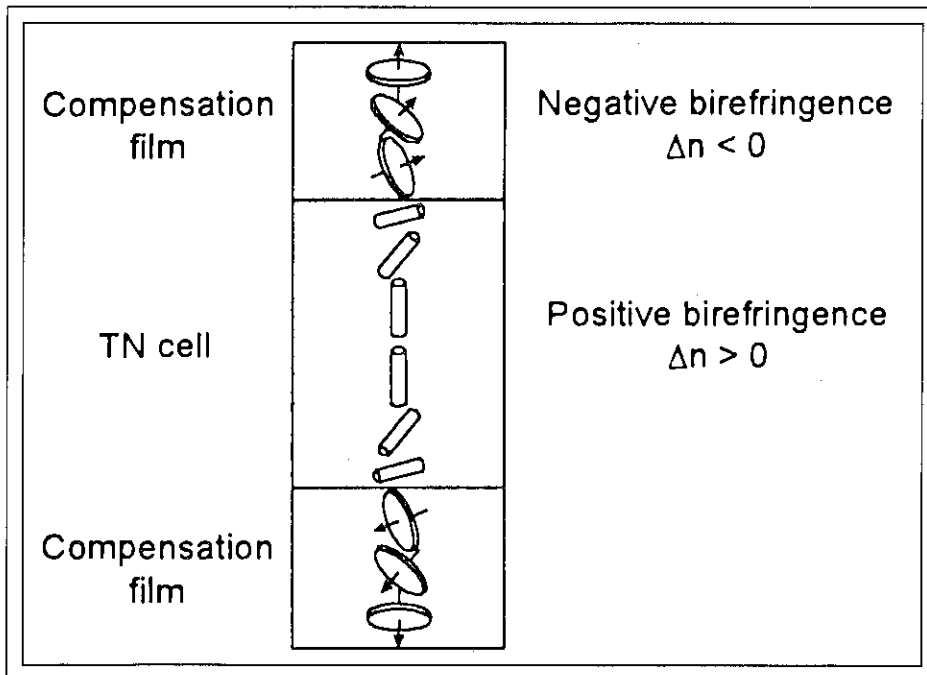 Compensation
film
Negative birefringence
Δn < 0
TN cell
Positive birefringence
Δn > 0
Compensation
film